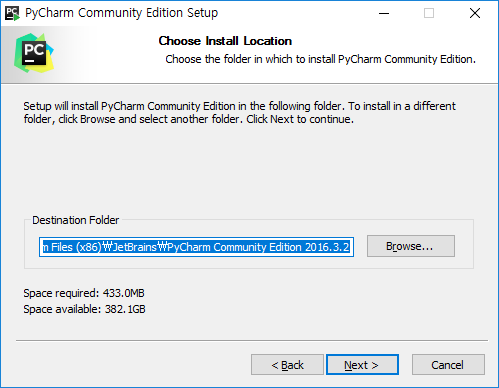 PyCharm Community Edition Setup
Choose Install Location
Choose the folder in which to install PyCharm Community Edition.
PC
Setup will install PyCharm Community Edition in the following folder. To install in a different
folder, click Browse and select another folder. Click Next to continue.
Destination Folder
m Files (x86)₩JetBrains₩PyCharm Community Edition 2016.3.2
Browse...
Space required: 433.0MB
Space available: 382.1GB
< Back
Next >
Cancel